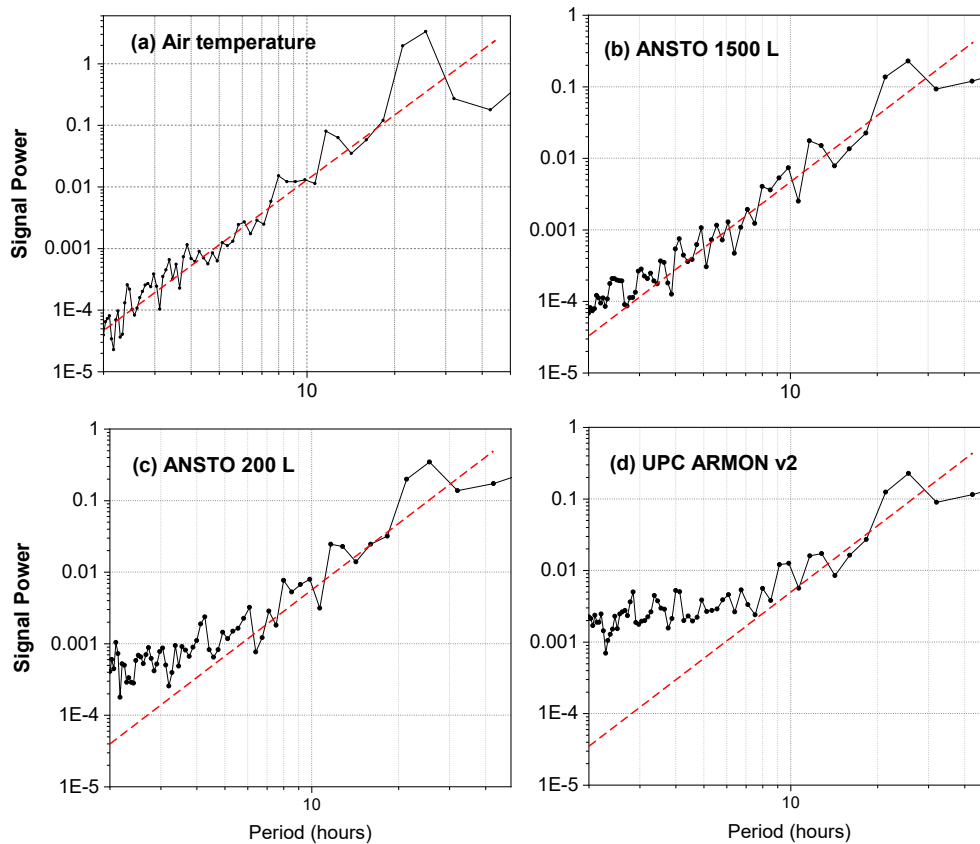 (a) Air temperature
1
0.1
0.01
0.001
1E-4
1E-5
10
Signal Power
(b) ANSTO 1500 L
1
0.1
0.01
0.001
1E-4
1E-5
10
(c) ANSTO 200 L
1
0.1
0.01
0.001
1E-4
1E-5
10
Signal Power
Period (hours)
(d) UPC ARMON v2
1
0.1
0.01
0.001
1E-4
1E-5
10
Period (hours)